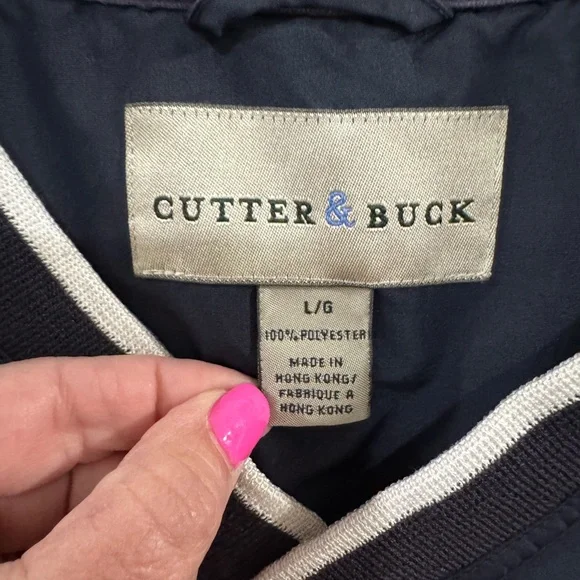 CUTTER & BUCK
L/G
100% POLYESTER
MADE IN
HONG KONG/
FABRIQUE A
HONG KONG